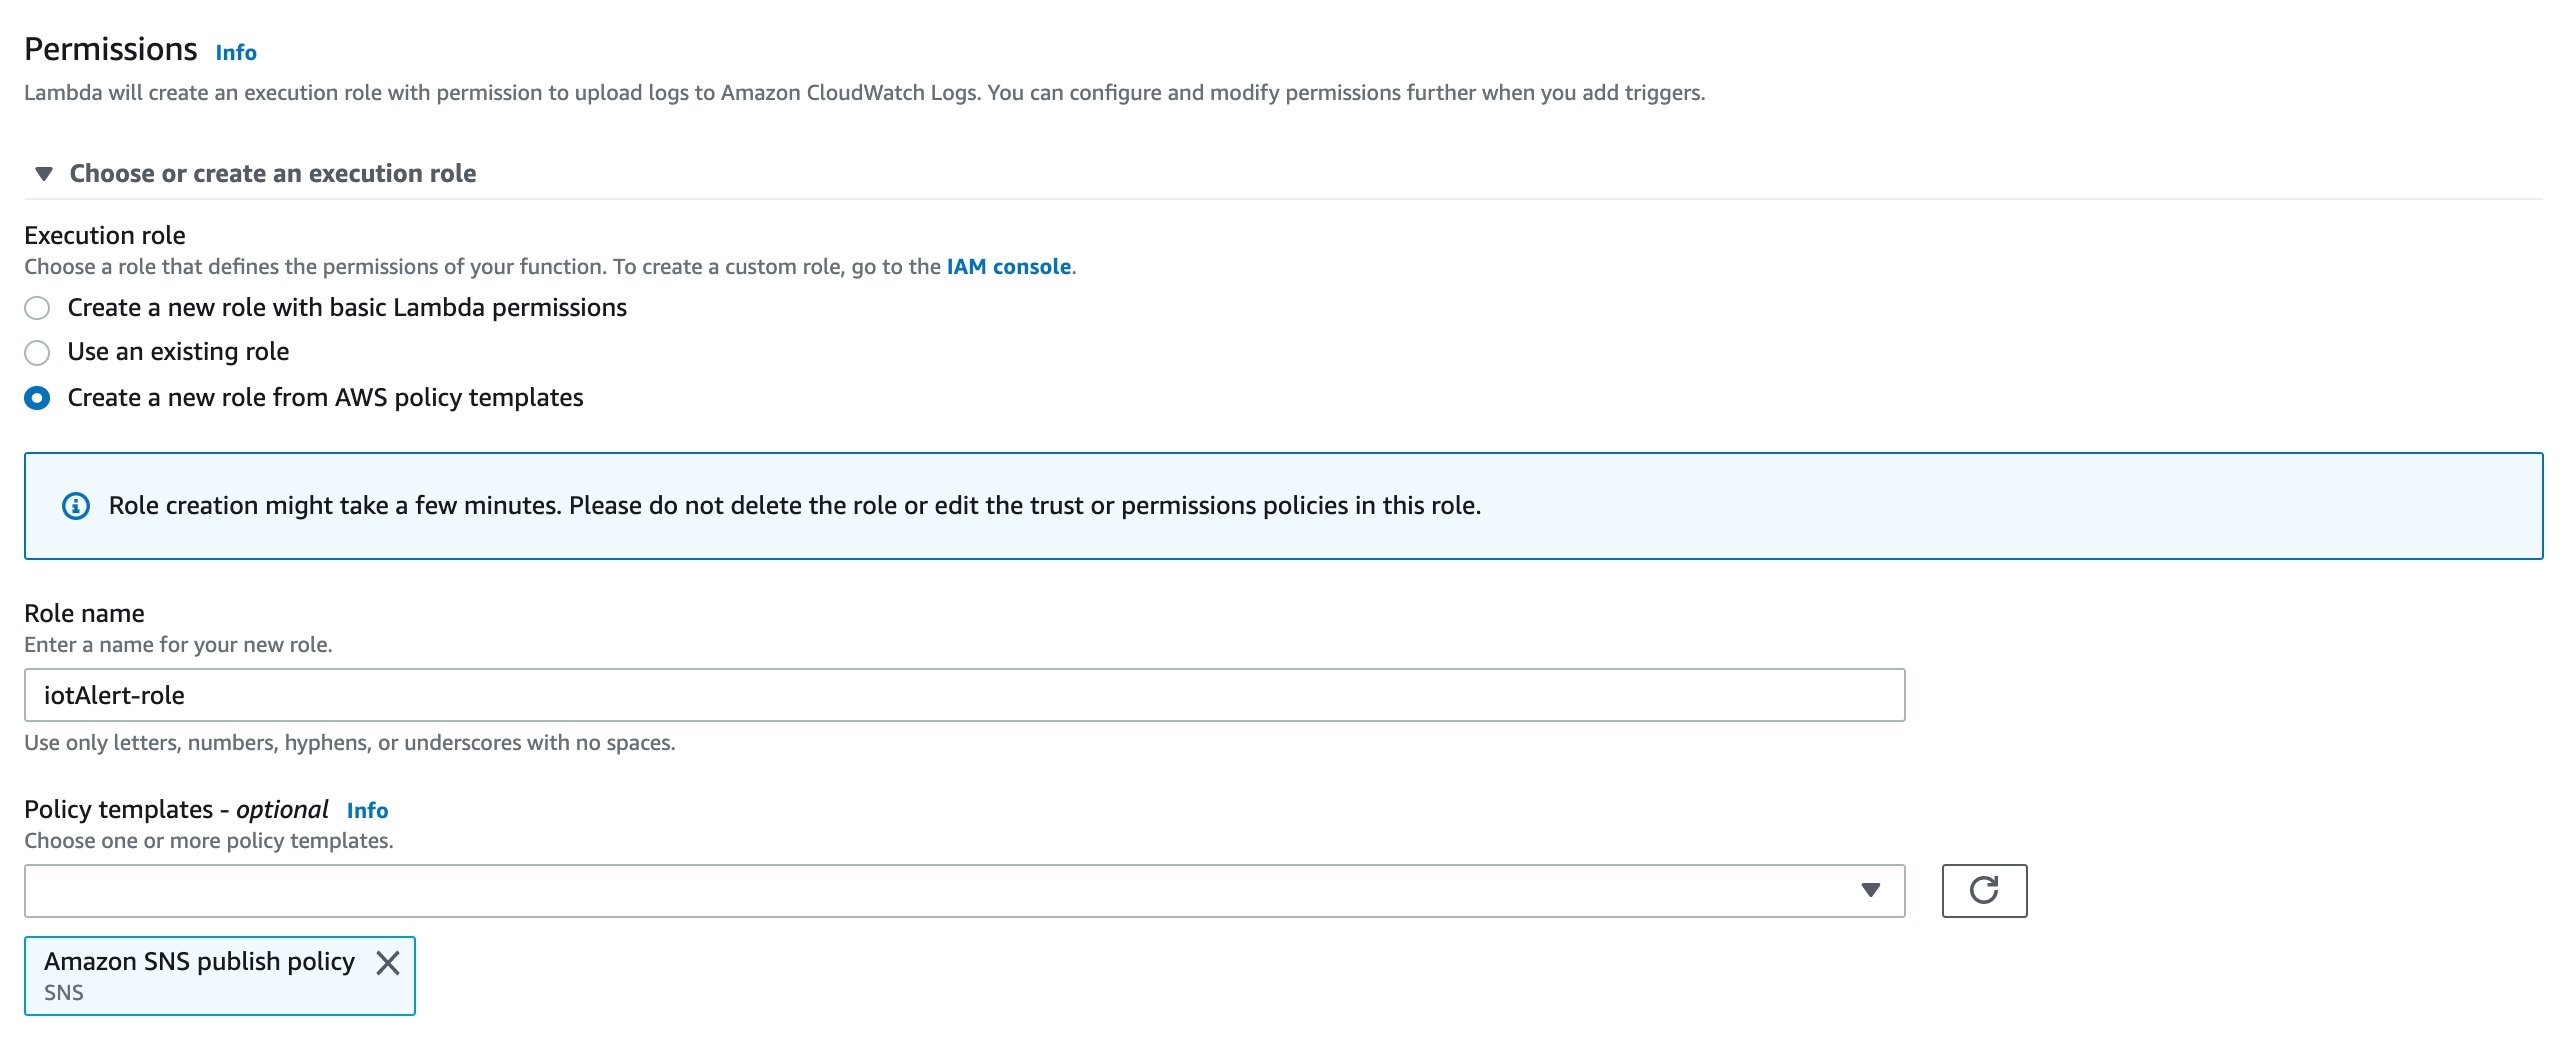 Permissions Info
Lambda will create an execution role with permission to upload logs to Amazon CloudWatch Logs. You can configure and modify permissions further when you add triggers.
Choose or create an execution role
Execution role
Choose a role that defines the permissions of your function. To create a custom role, go to the IAM console.
Create a new role with basic Lambda permissions
Use an existing role
Create a new role from AWS policy templates
Role creation might take a few minutes. Please do not delete the role or edit the trust or permissions policies in this role.
Role name
Enter a name for your new role.
iotAlert-role
Use only letters, numbers, hyphens, or underscores with no spaces.
Policy templates - optional Info
Choose one or more policy templates.
Amazon SNS publish policy
SNS